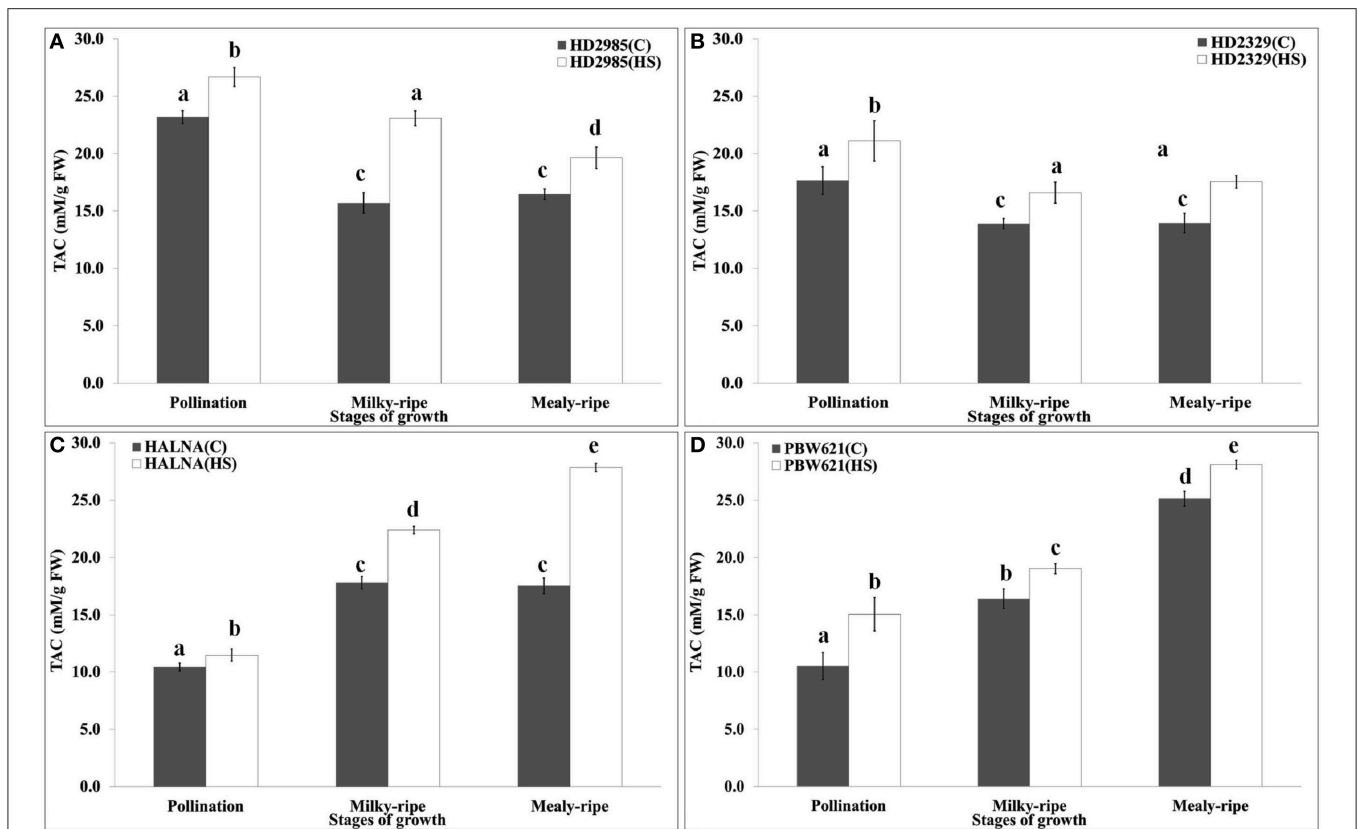 A
HD2985(C)
HD2985(HS)
TAC (mM/g FW)
30.0
25.0
20.0
15.0
10.0
5.0
0.0
a
b
c
a
c
d
Pollination
Milky-ripe
Mealy-ripe
Stages of growth
B
HD2329(C)
HD2329(HS)
TAC (mM/g FW)
30.0
25.0
20.0
15.0
10.0
5.0
0.0
a
b
c
a
c
a
Pollination
Milky-ripe
Mealy-ripe
Stages of growth
C
HALNA(C)
HALNA(HS)
TAC (mM/g FW)
30.0
25.0
20.0
15.0
10.0
5.0
0.0
a
b
c
d
c
e
Pollination
Milky-ripe
Mealy-ripe
Stages of growth
D
PBW621(C)
PBW621(HS)
TAC (mM/g FW)
30.0
25.0
20.0
15.0
10.0
5.0
0.0
a
b
b
c
d
e
Pollination
Milky-ripe
Mealy-ripe
Stages of growth